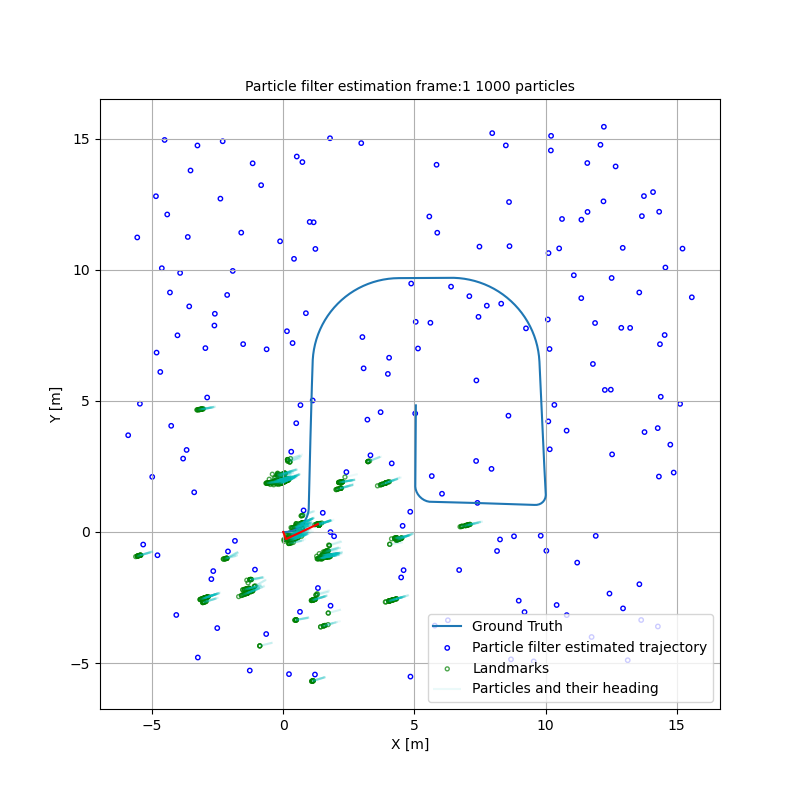 Particle filter estimation frame:1 1000 particles
15
10
5
0
−5
Y [m]
−5 0 5 10 15
X [m]
Ground Truth
Particle filter estimated trajectory
Landmarks
Particles and their heading